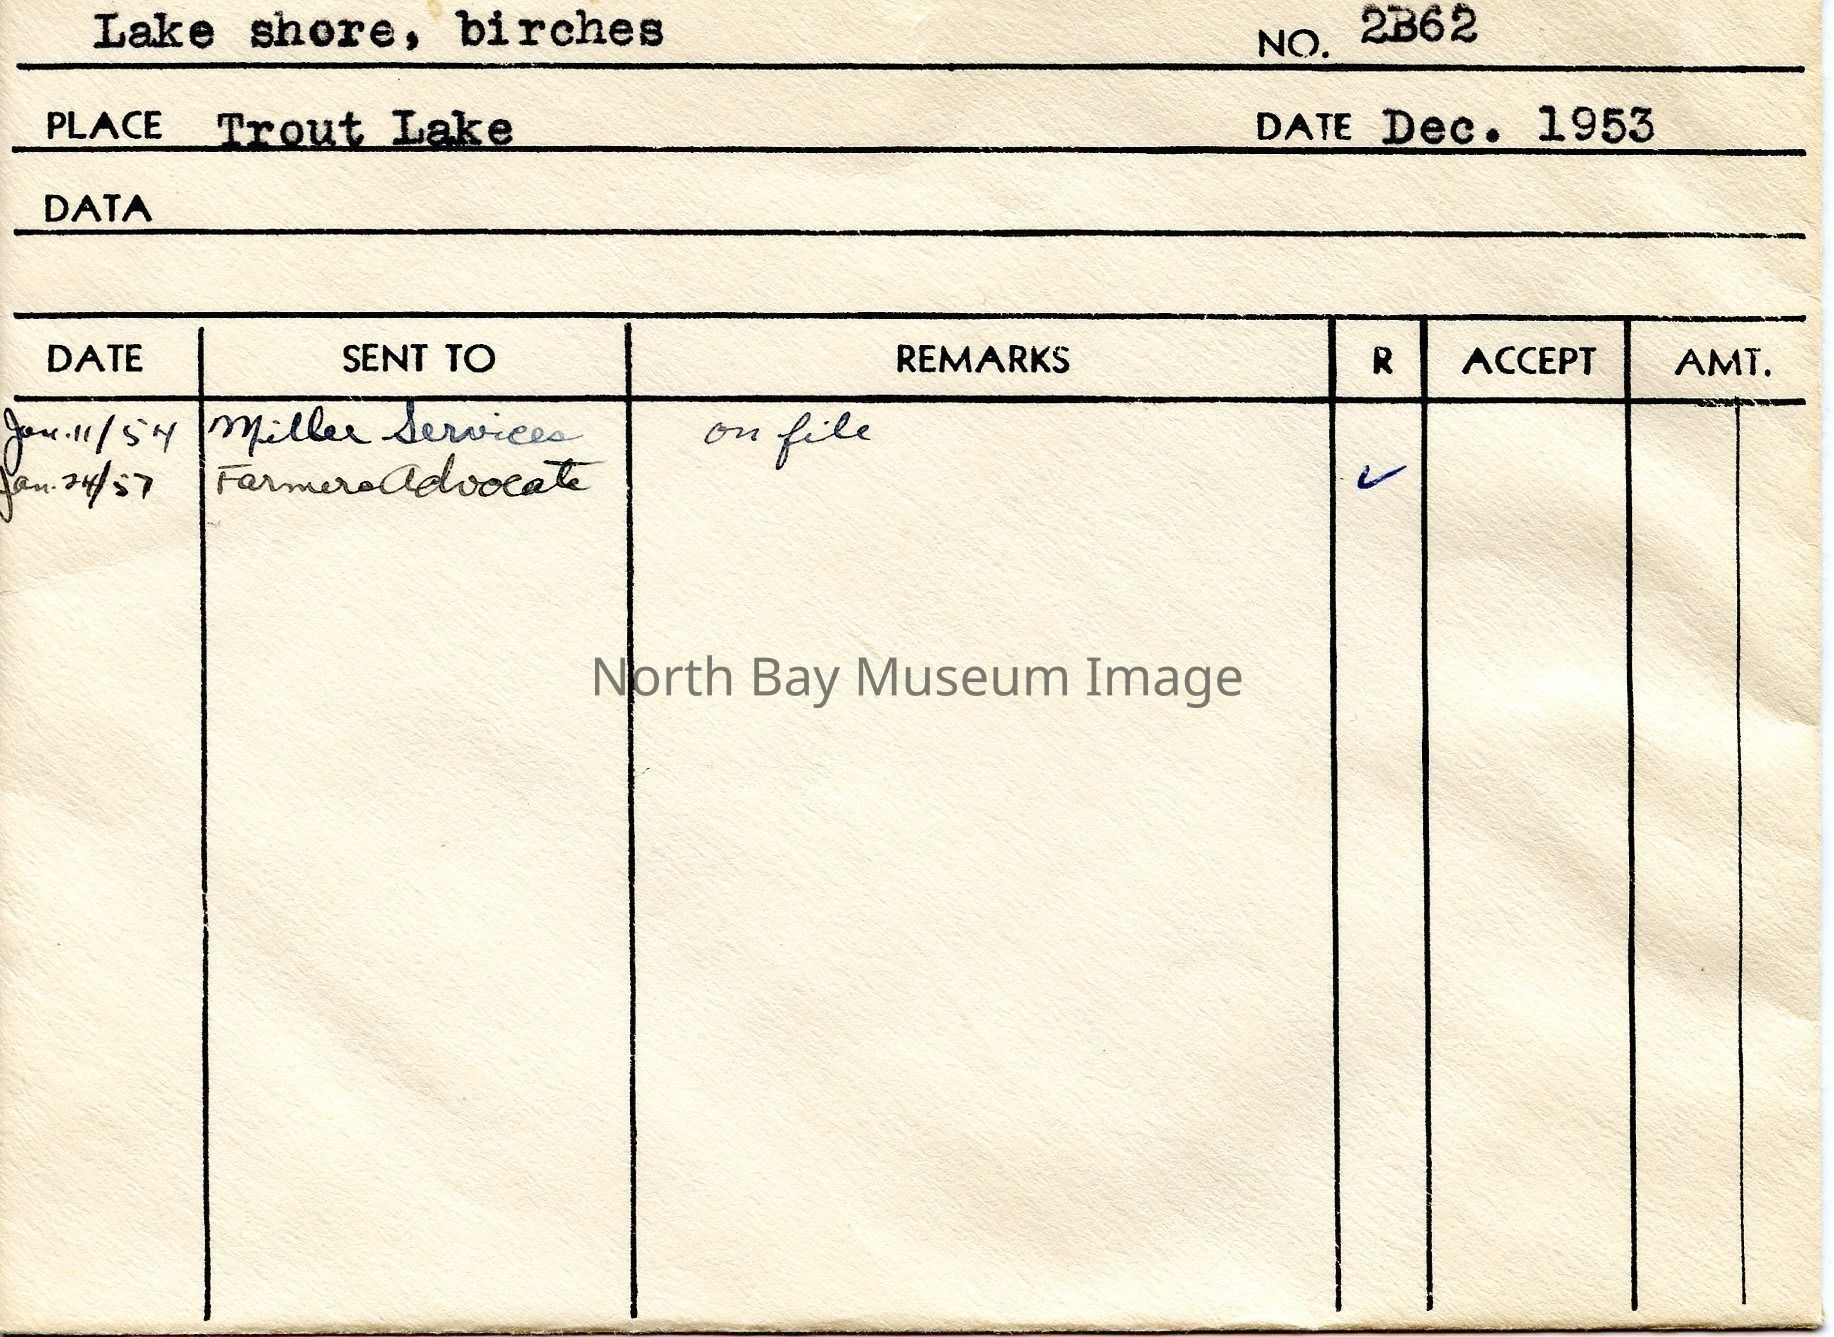 Lake shore, birches NO. 2B62
PLACE Trout Lake DATE Dec. 1953
DATA
DATE SENT TO REMARKS R ACCEPT AMT.
Jan. 11/54 Miller Services on file
Jan. 24/57 Farmers Advocate ✓
North Bay Museum Image